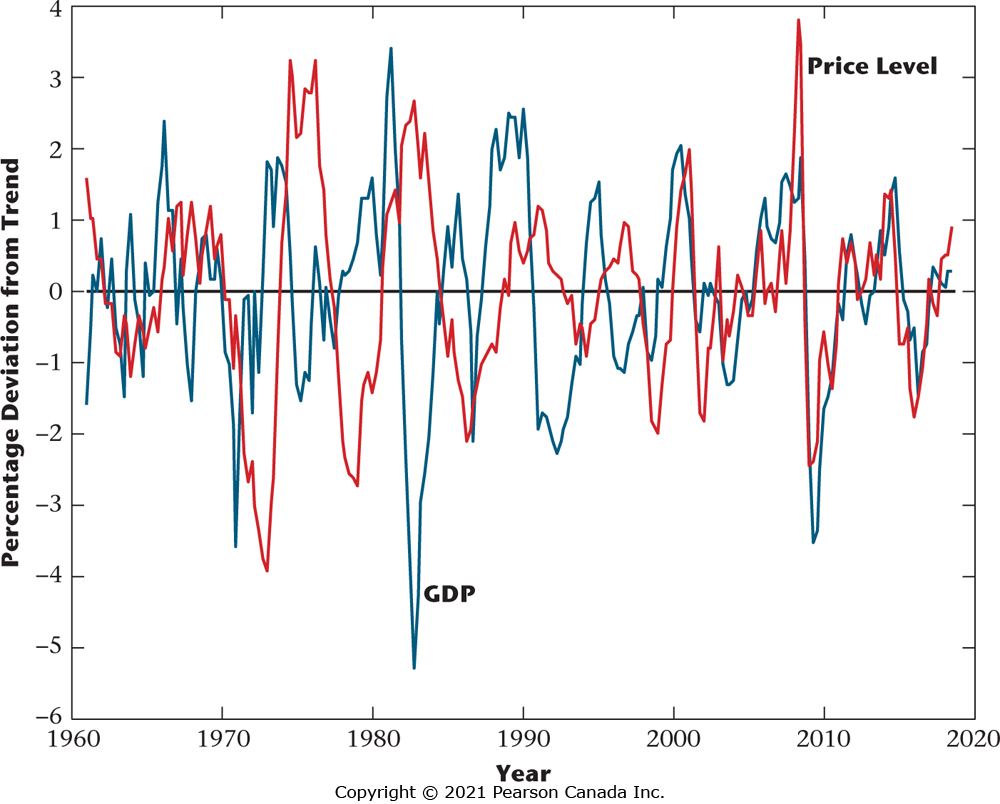 4
3
2
1
0
−1
−2
−3
−4
−5
−6
Percentage Deviation from Trend
Price Level
GDP
1960 1970 1980 1990 2000 2010 2020
Year
Copyright © 2021 Pearson Canada Inc.